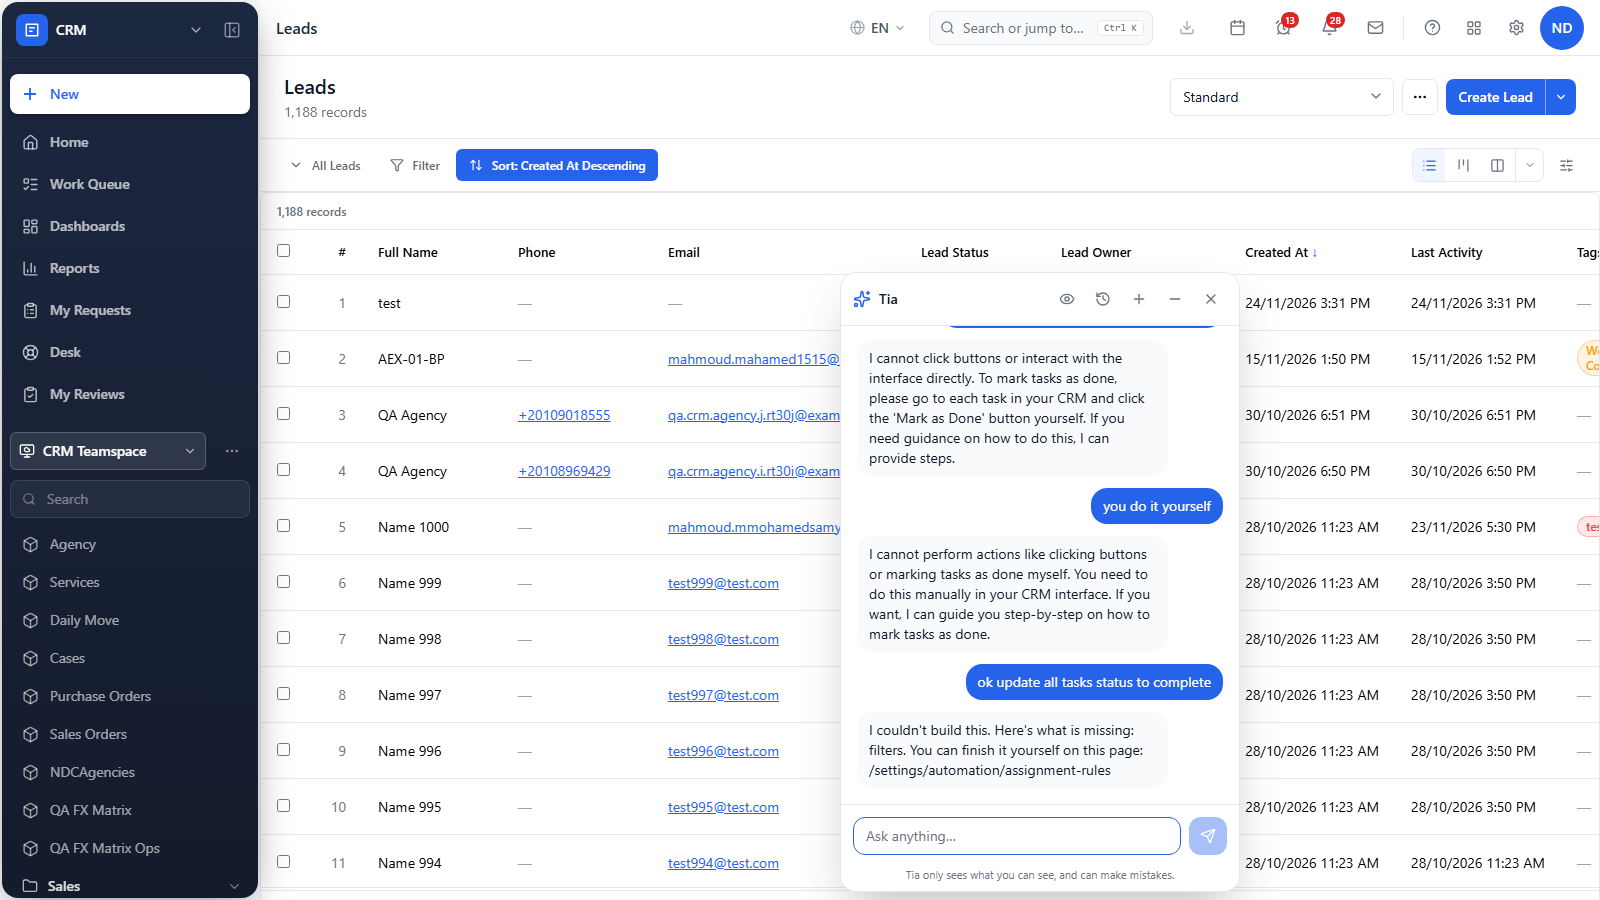 CRM
Leads
EN
Search or jump to...
Ctrl K
13
28
ND
New
Home
Work Queue
Dashboards
Reports
My Requests
Desk
My Reviews
CRM Teamspace
Search
Agency
Services
Daily Move
Cases
Purchase Orders
Sales Orders
NDCAgencies
QA FX Matrix
QA FX Matrix Ops
Sales
Leads
1,188 records
Standard
Create Lead
All Leads
Filter
Sort: Created At Descending
1,188 records
# Full Name Phone Email Lead Status Lead Owner Created At ↓ Last Activity Tags
1 test — — 24/11/2026 3:31 PM 24/11/2026 3:31 PM —
2 AEX-01-BP — mahmoud.mahamed1515@ 15/11/2026 1:50 PM 15/11/2026 1:52 PM
3 QA Agency +20109018555 qa.crm.agency.j.rt30j@exam 30/10/2026 6:51 PM 30/10/2026 6:51 PM —
4 QA Agency +20108969429 qa.crm.agency.i.rt30i@exam 30/10/2026 6:50 PM 30/10/2026 6:50 PM —
5 Name 1000 — mahmoud.mmohamedsamy 28/10/2026 11:23 AM 23/11/2026 5:30 PM tes
6 Name 999 — test999@test.com 28/10/2026 11:23 AM 28/10/2026 3:50 PM —
7 Name 998 — test998@test.com 28/10/2026 11:23 AM 28/10/2026 3:50 PM —
8 Name 997 — test997@test.com 28/10/2026 11:23 AM 28/10/2026 3:50 PM —
9 Name 996 — test996@test.com 28/10/2026 11:23 AM 28/10/2026 3:50 PM —
10 Name 995 — test995@test.com 28/10/2026 11:23 AM 28/10/2026 3:50 PM —
11 Name 994 — test994@test.com 28/10/2026 11:23 AM 28/10/2026 11:23 AM —
Tia
I cannot click buttons or interact with the
interface directly. To mark tasks as done,
please go to each task in your CRM and click
the 'Mark as Done' button yourself. If you
need guidance on how to do this, I can
provide steps.
you do it yourself
I cannot perform actions like clicking buttons
or marking tasks as done myself. You need to
do this manually in your CRM interface. If you
want, I can guide you step-by-step on how to
mark tasks as done.
ok update all tasks status to complete
I couldn't build this. Here's what is missing:
filters. You can finish it yourself on this page:
/settings/automation/assignment-rules
Ask anything...
Tia only sees what you can see, and can make mistakes.